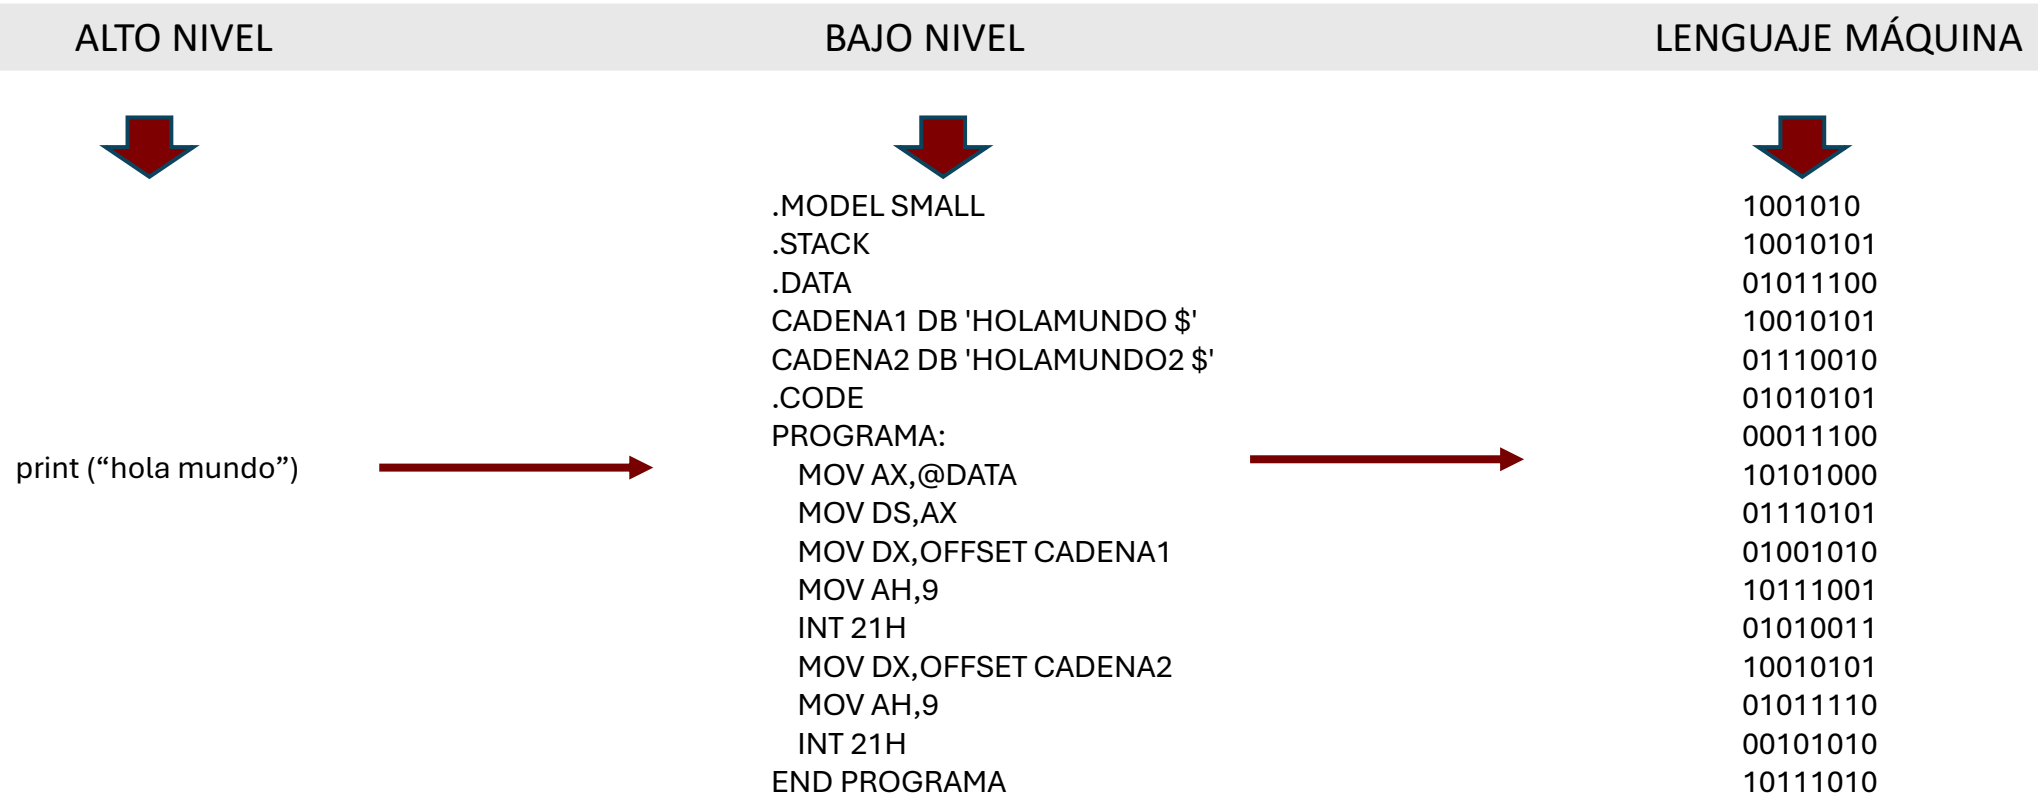 ALTO NIVEL
BAJO NIVEL
LENGUAJE MÁQUINA
print (“hola mundo”)
.MODEL SMALL
.STACK
.DATA
CADENA1 DB 'HOLAMUNDO $'
CADENA2 DB 'HOLAMUNDO2 $'
.CODE
PROGRAMA:
MOV AX,@DATA
MOV DS,AX
MOV DX,OFFSET CADENA1
MOV AH,9
INT 21H
MOV DX,OFFSET CADENA2
MOV AH,9
INT 21H
END PROGRAMA
1001010
10010101
01011100
10010101
01110010
01010101
00011100
10101000
01110101
01001010
10111001
01010011
10010101
01011110
00101010
10111010